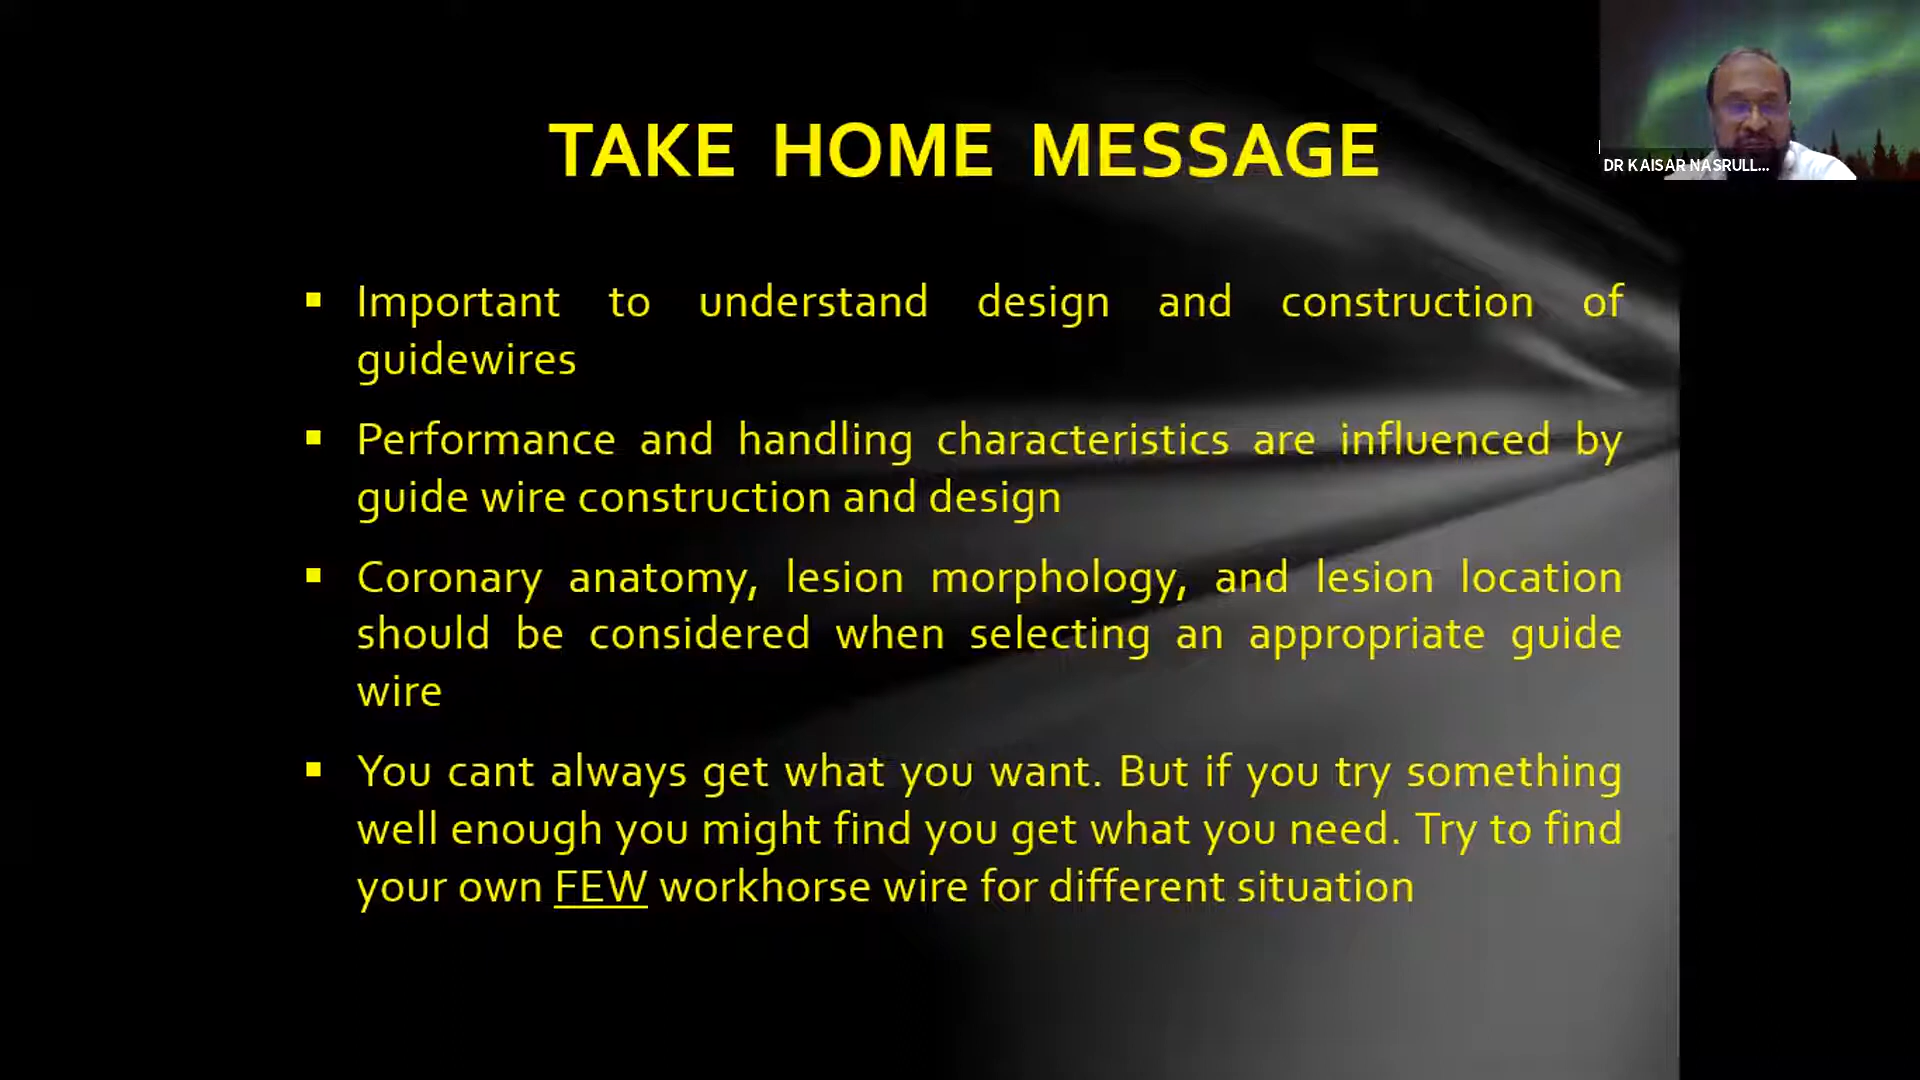 TAKE HOME MESSAGE
DR KAISAR NASRULL...
▪ Important to understand design and construction of
guidewires
▪ Performance and handling characteristics are influenced by
guide wire construction and design
▪ Coronary anatomy, lesion morphology, and lesion location
should be considered when selecting an appropriate guide
wire
▪ You cant always get what you want. But if you try something
well enough you might find you get what you need. Try to find
your own FEW workhorse wire for different situation